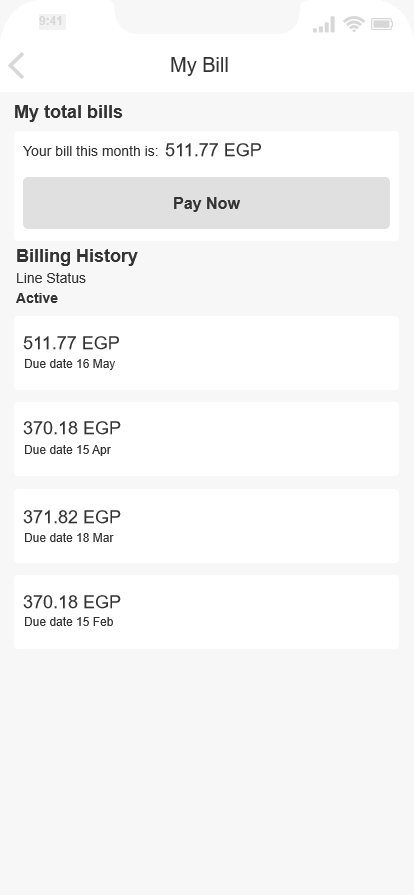 9:41
My Bill
My total bills
Your bill this month is: 511.77 EGP
Pay Now
Billing History
Line Status
Active
511.77 EGP
Due date 16 May
370.18 EGP
Due date 15 Apr
371.82 EGP
Due date 18 Mar
370.18 EGP
Due date 15 Feb